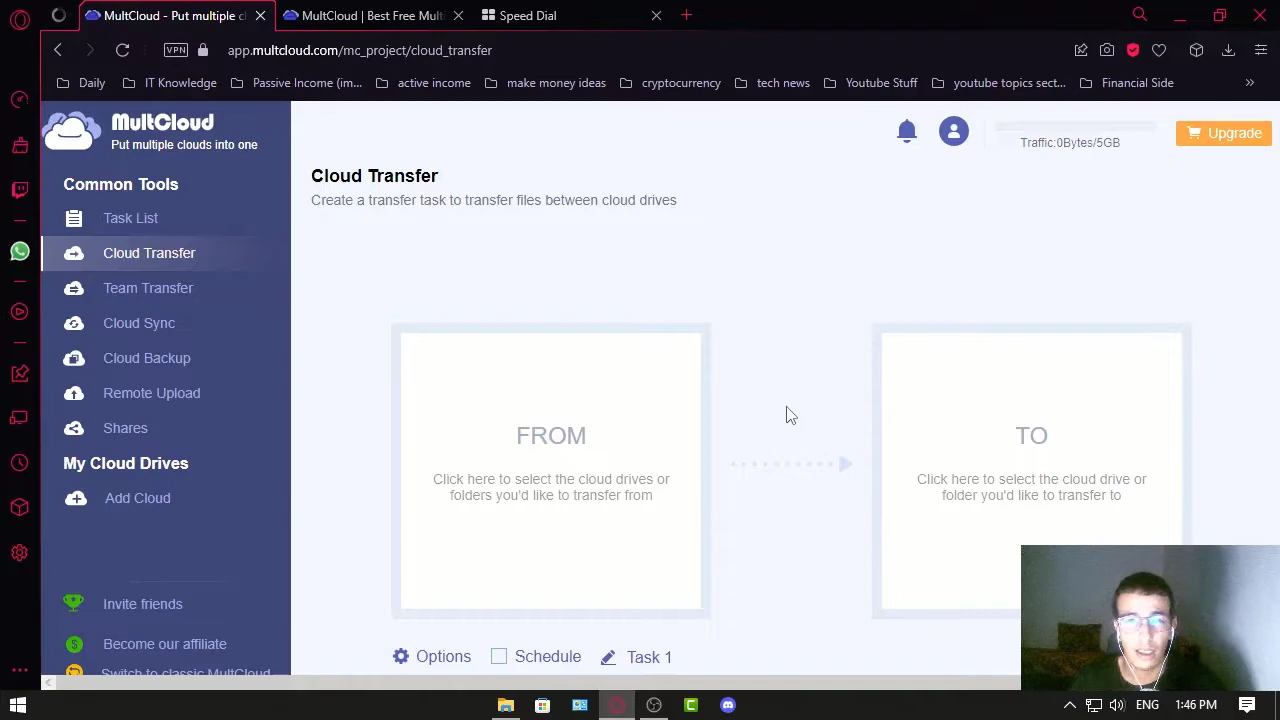 MultCloud - Put multiple cl
MultCloud | Best Free Mult
Speed Dial
VPN
app.multcloud.com/mc_project/cloud_transfer
Daily
IT Knowledge
Passive Income (im...
active income
make money ideas
cryptocurrency
tech news
Youtube Stuff
youtube topics sect...
Financial Side
MultCloud
Put multiple clouds into one
Traffic:0Bytes/5GB
Upgrade
Common Tools
Task List
Cloud Transfer
Team Transfer
Cloud Sync
Cloud Backup
Remote Upload
Shares
My Cloud Drives
Add Cloud
Invite friends
Become our affiliate
Switch to classic MultCloud
Cloud Transfer
Create a transfer task to transfer files between cloud drives
FROM
Click here to select the cloud drives or
folders you'd like to transfer from
TO
Click here to select the cloud drive or
folder you'd like to transfer to
Options
Schedule
Task 1
ENG
1:46 PM